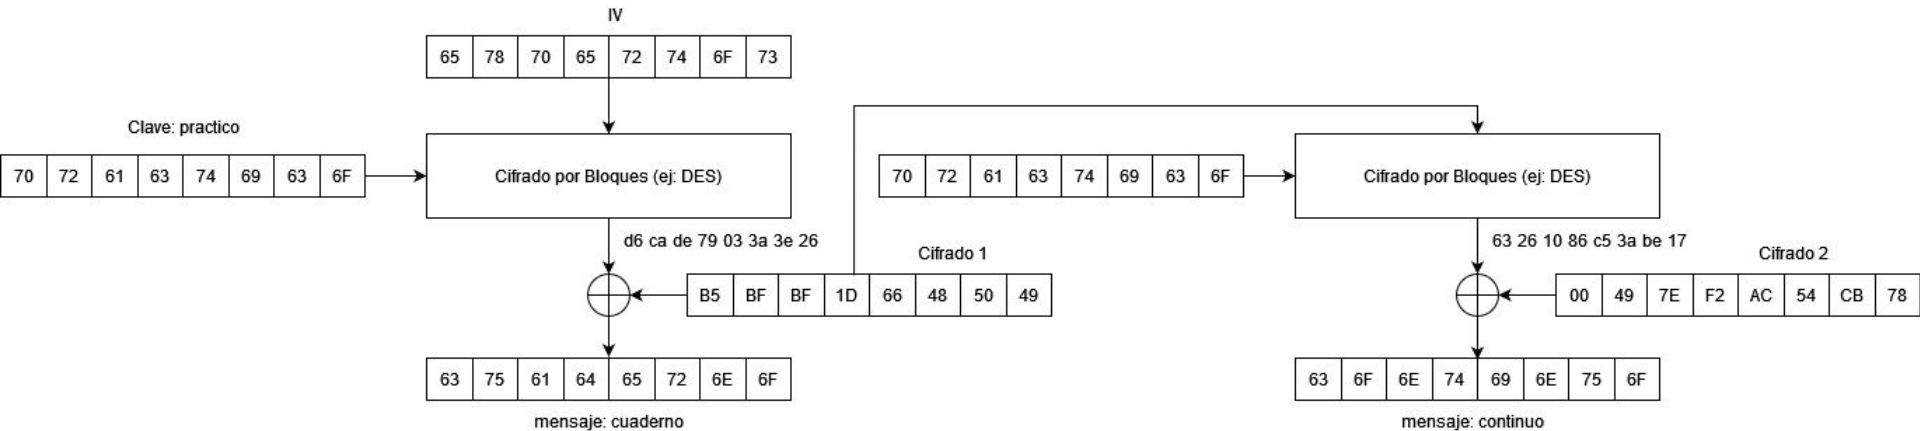 IV
65 78 70 65 72 74 6F 73
Clave: practico
70 72 61 63 74 69 63 6F
Cifrado por Bloques (ej: DES)
70 72 61 63 74 69 63 6F
Cifrado por Bloques (ej: DES)
d6 ca de 79 03 3a 3e 26
Cifrado 1
B5 BF BF 1D 66 48 50 49
63 26 10 86 c5 3a be 17
Cifrado 2
00 49 7E F2 AC 54 CB 78
63 75 61 64 65 72 6E 6F
mensaje: cuaderno
63 6F 6E 74 69 6E 75 6F
mensaje: continuo